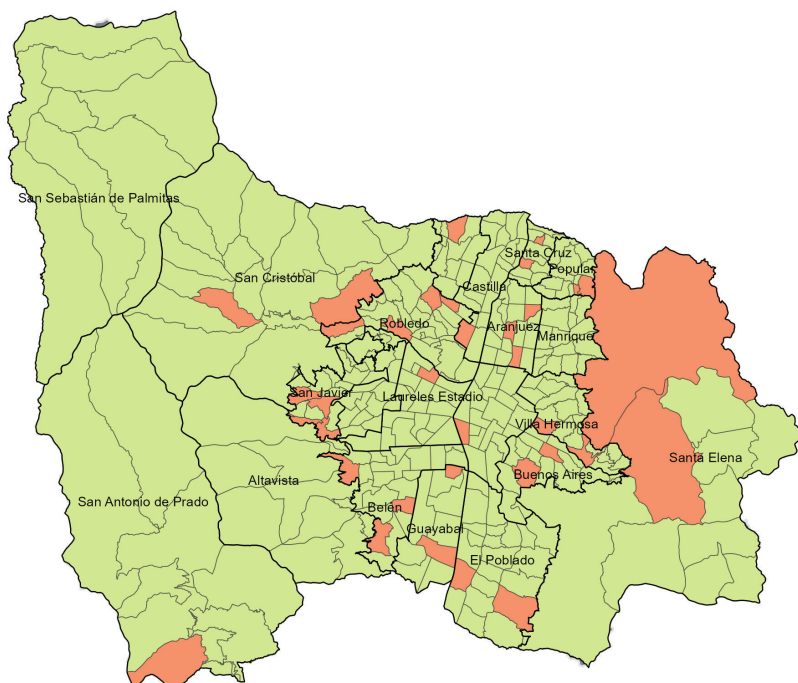 San Sebastián de Palmitas
Santa Cruz
Popular
San Cristóbal
Castilla
Robledo
Aranjuez
Manrique
San Javier
Laureles Estadio
Villa Hermosa
Santa Elena
Buenos Aires
Altavista
San Antonio de Prado
Belén
Guayabal
El Poblado